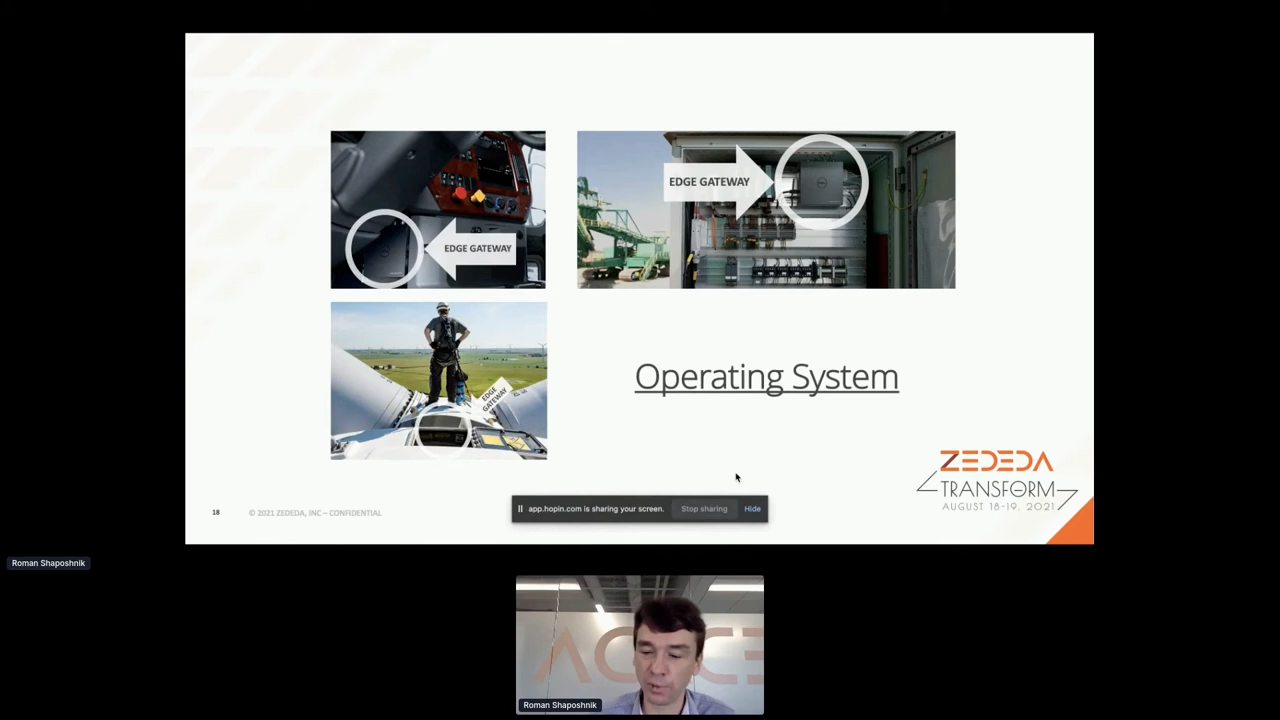 EDGE GATEWAY
EDGE GATEWAY
EDGE
GATEWAY
Operating System
ZEDEDA
TRANSFORM
AUGUST 18-19, 2021
18
© 2021 ZEDEDA, INC – CONFIDENTIAL
app.hopin.com is sharing your screen.
Stop sharing
Hide
Roman Shaposhnik
Roman Shaposhnik